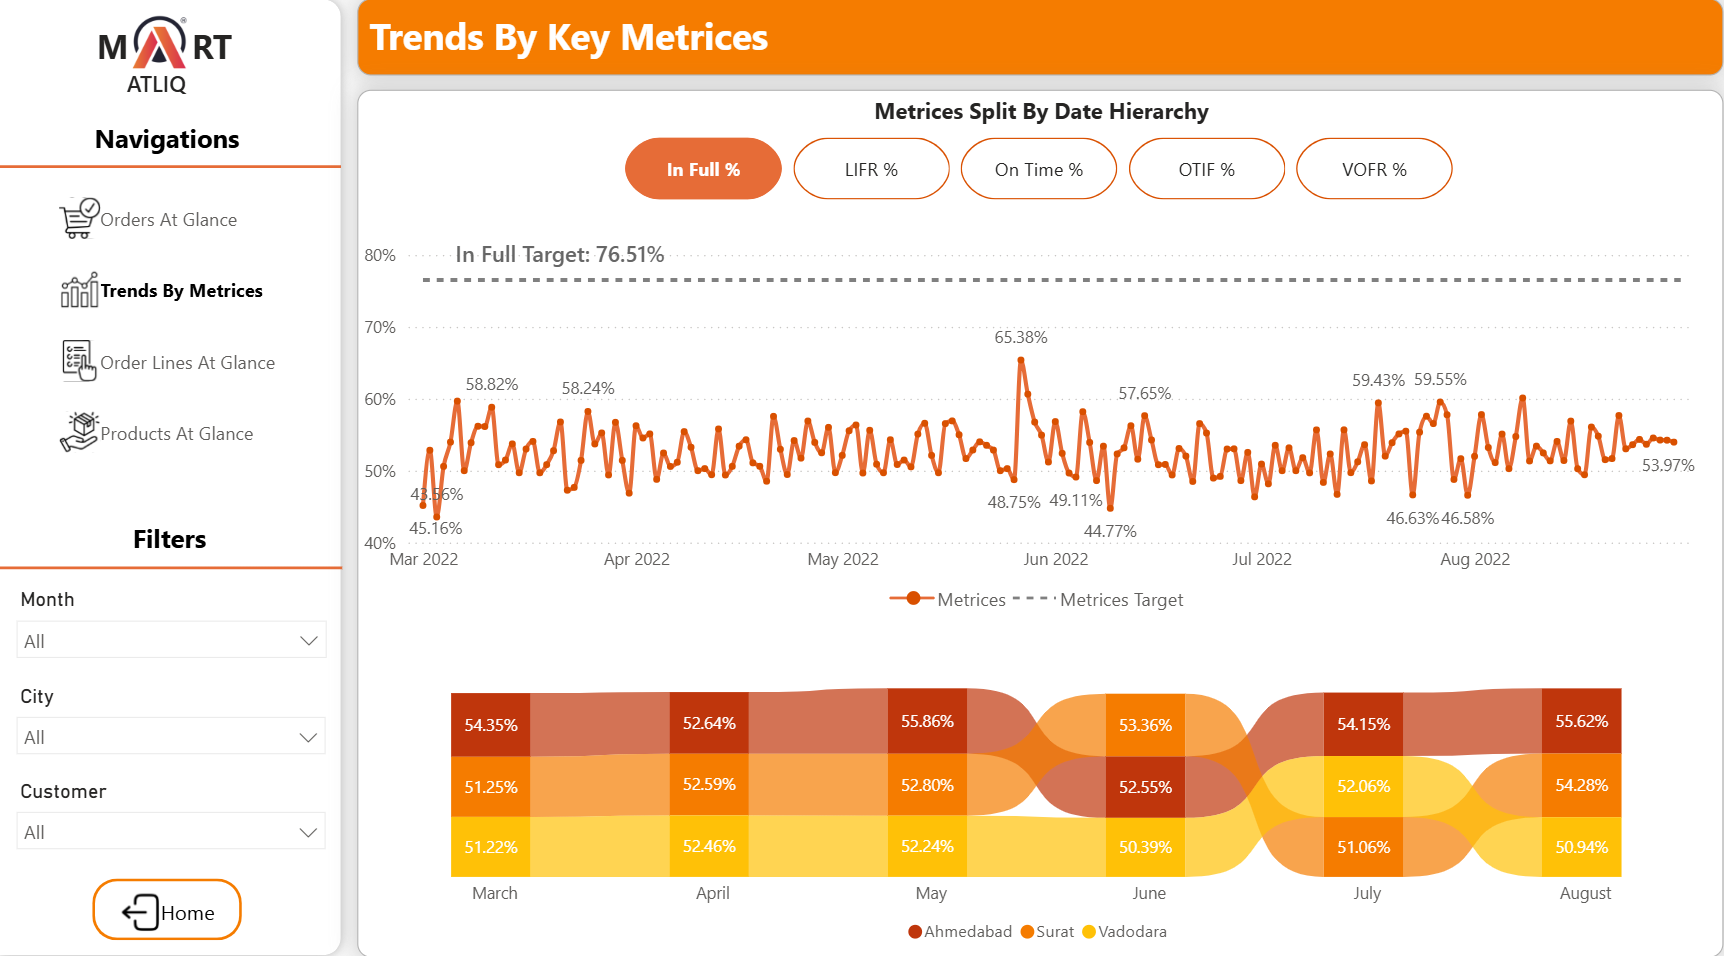 M RT
ATLIQ
Navigations
Orders At Glance
Trends By Metrices
Order Lines At Glance
Products At Glance
Filters
Month
All
City
All
Customer
All
Home
Trends By Key Metrices
Metrices Split By Date Hierarchy
In Full % LIFR % On Time % OTIF % VOFR %
In Full Target: 76.51%
80%
70%
60%
50%
40%
65.38%
58.82% 58.24% 57.65% 59.43% 59.55%
43.56% 53.97%
45.16% 48.75% 49.11% 44.77% 46.63% 46.58%
Mar 2022 Apr 2022 May 2022 Jun 2022 Jul 2022 Aug 2022
Metrices Metrices Target
54.35% 52.64% 55.86% 53.36% 54.15% 55.62%
51.25% 52.59% 52.80% 52.55% 52.06% 54.28%
51.22% 52.46% 52.24% 50.39% 51.06% 50.94%
March April May June July August
Ahmedabad Surat Vadodara